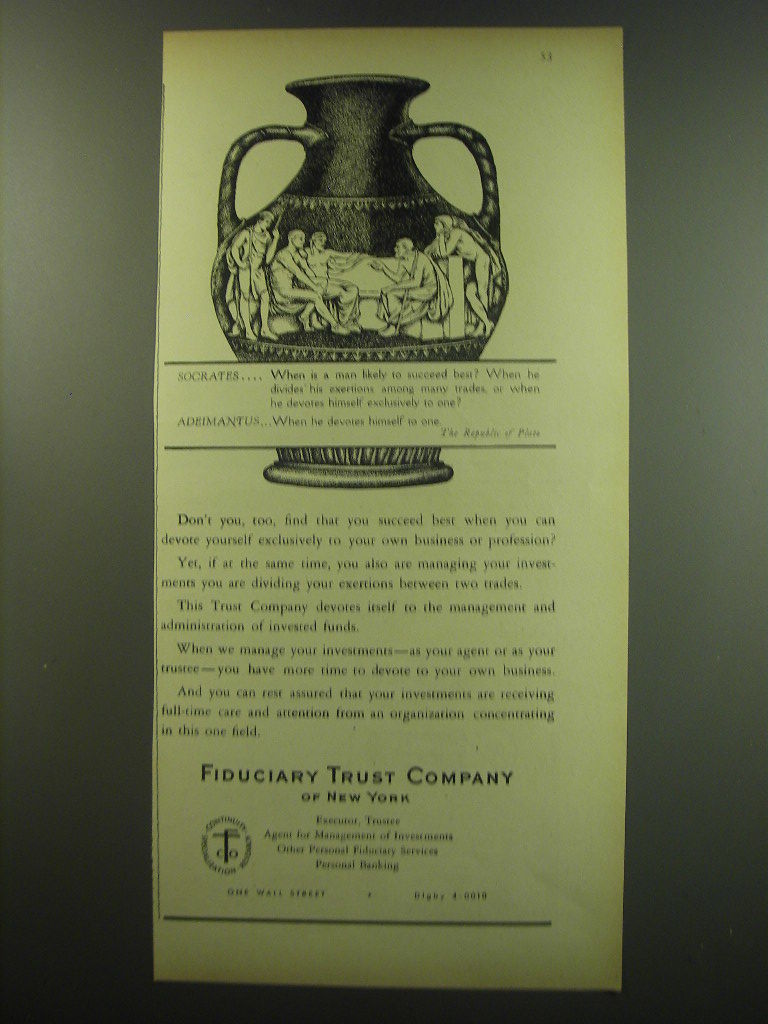 53
SOCRATES.... When is a man likely to succeed best? When he
divides his exertions among many trades, or when
he devotes himself exclusively to one?
ADEIMANTUS...When he devotes himself to one.
The Republic of Plato
Don't you, too, find that you succeed best when you can
devote yourself exclusively to your own business or profession?
Yet, if at the same time, you also are managing your invest-
ments you are dividing your exertions between two trades.
This Trust Company devotes itself to the management and
administration of invested funds.
When we manage your investments—as your agent or as your
trustee—you have more time to devote to your own business.
And you can rest assured that your investments are receiving
full-time care and attention from an organization concentrating
in this one field.
FIDUCIARY TRUST COMPANY
OF NEW YORK
CONTINUITY
TCO
Executor, Trustee
Agent for Management of Investments
Other Personal Fiduciary Services
Personal Banking
ONE WALL STREET • DIgby 4-0010